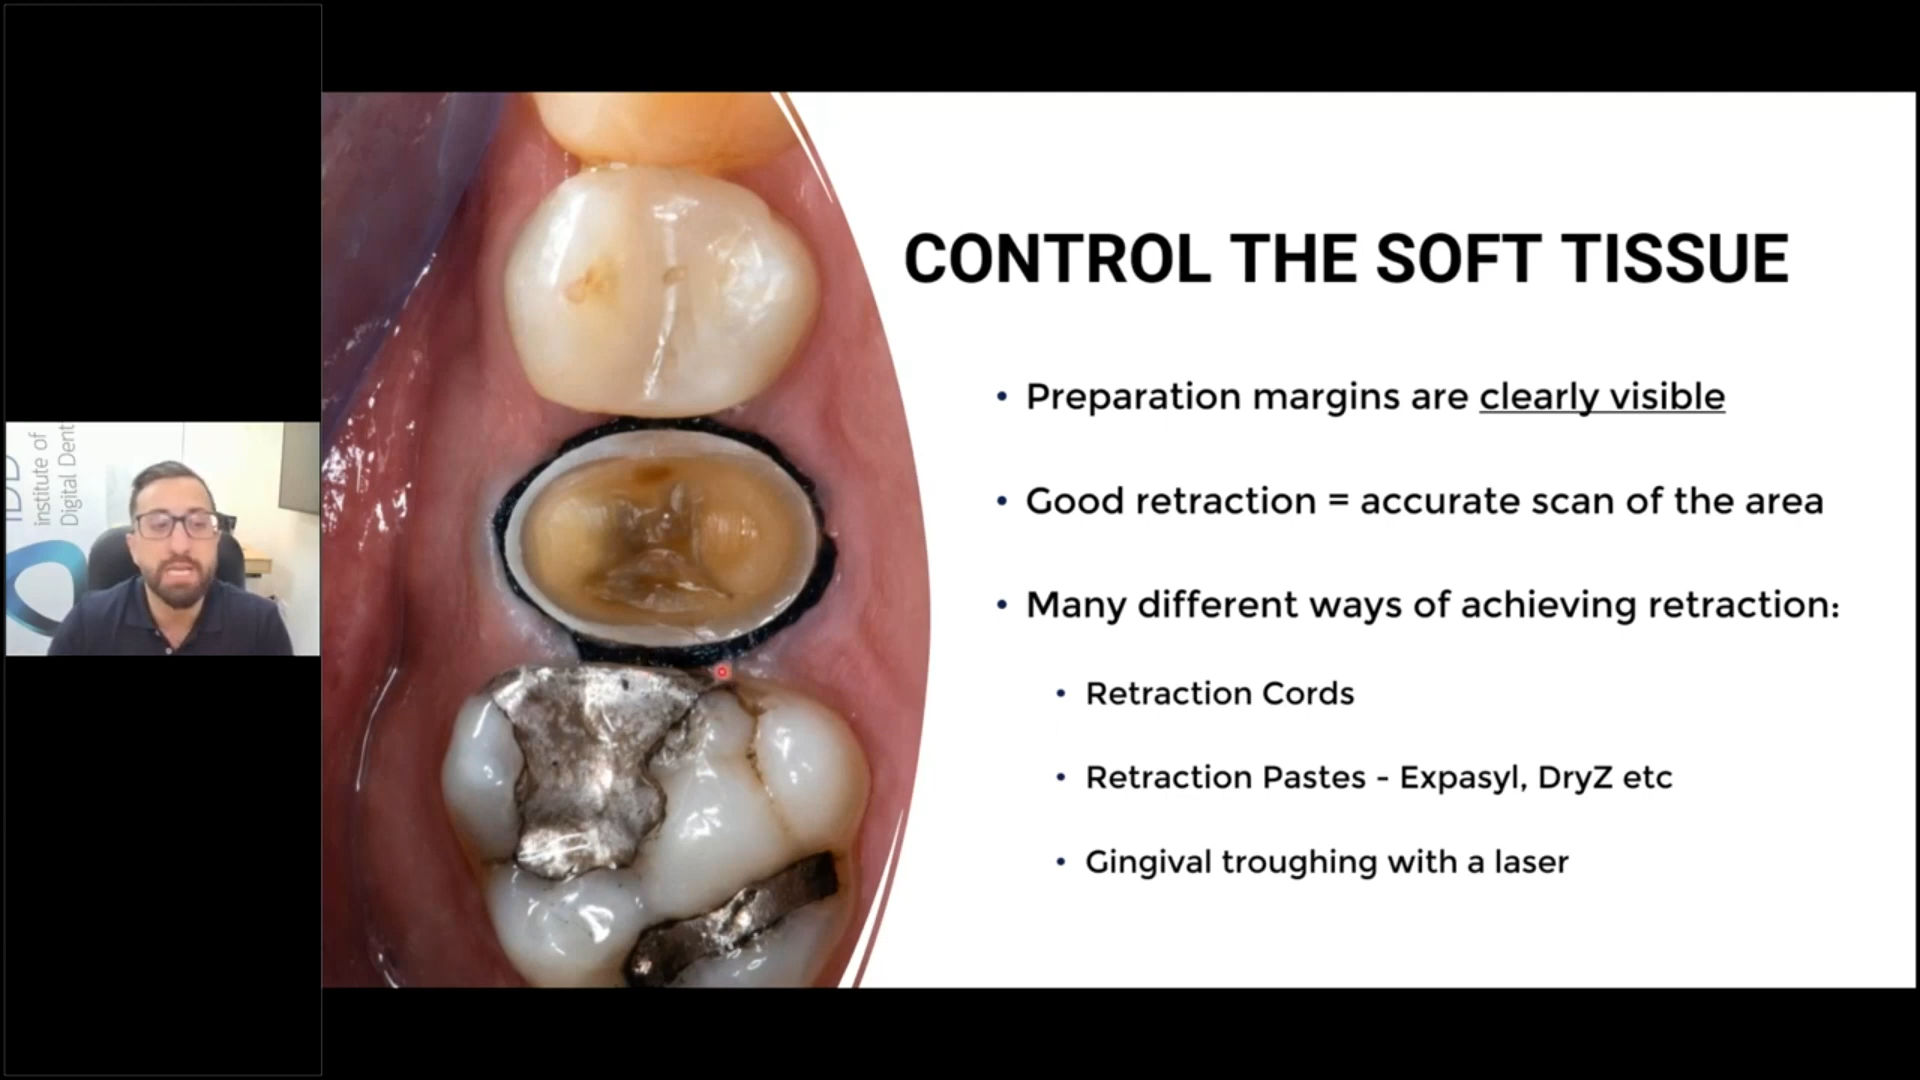 institute of
Digital Dent
CONTROL THE SOFT TISSUE
• Preparation margins are clearly visible
• Good retraction = accurate scan of the area
• Many different ways of achieving retraction:
• Retraction Cords
• Retraction Pastes - Expasyl, DryZ etc
• Gingival troughing with a laser